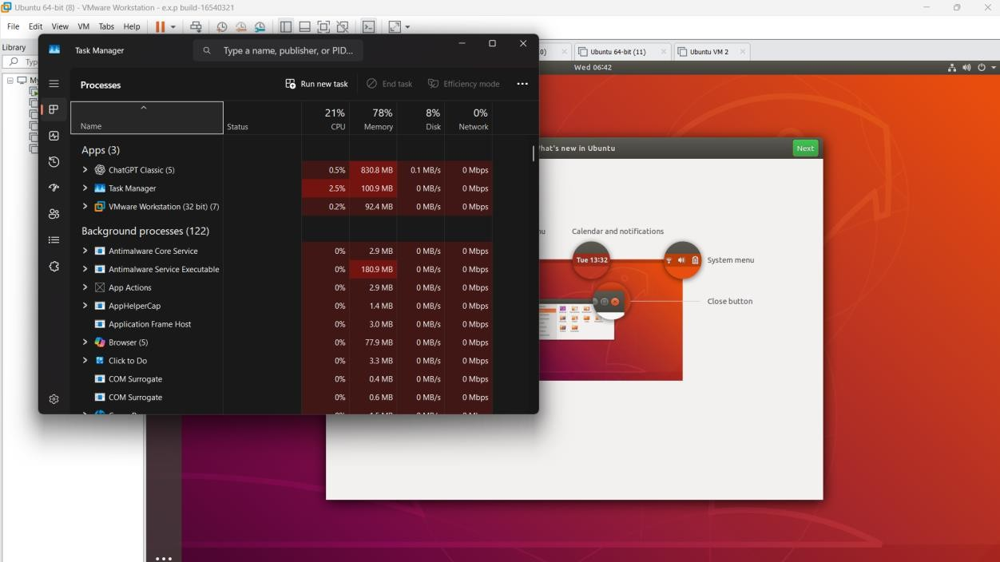 Ubuntu 64-bit (8) - VMware Workstation - e.x.p build-16540321
File Edit View VM Tabs Help
Library
Typ
My
0) Ubuntu 64-bit (11) Ubuntu VM 2
Wed 06:42
Task Manager
Type a name, publisher, or PID...
Processes
Run new task End task Efficiency mode
21% 78% 8% 0%
Name Status CPU Memory Disk Network
Apps (3)
ChatGPT Classic (5) 0.5% 830.8 MB 0.1 MB/s 0 Mbps
Task Manager 2.5% 100.9 MB 0 MB/s 0 Mbps
VMware Workstation (32 bit) (7) 0.2% 92.4 MB 0 MB/s 0 Mbps
Background processes (122)
Antimalware Core Service 0% 2.9 MB 0 MB/s 0 Mbps
Antimalware Service Executable 0% 180.9 MB 0 MB/s 0 Mbps
App Actions 0% 2.9 MB 0 MB/s 0 Mbps
AppHelperCap 0% 1.4 MB 0 MB/s 0 Mbps
Application Frame Host 0% 3.0 MB 0 MB/s 0 Mbps
Browser (5) 0% 77.9 MB 0 MB/s 0 Mbps
Click to Do 0% 3.3 MB 0 MB/s 0 Mbps
COM Surrogate 0% 0.4 MB 0 MB/s 0 Mbps
COM Surrogate 0% 0.6 MB 0 MB/s 0 Mbps
hat's new in Ubuntu
Next
nu
Calendar and notifications
Tue 13:32
System menu
Close button